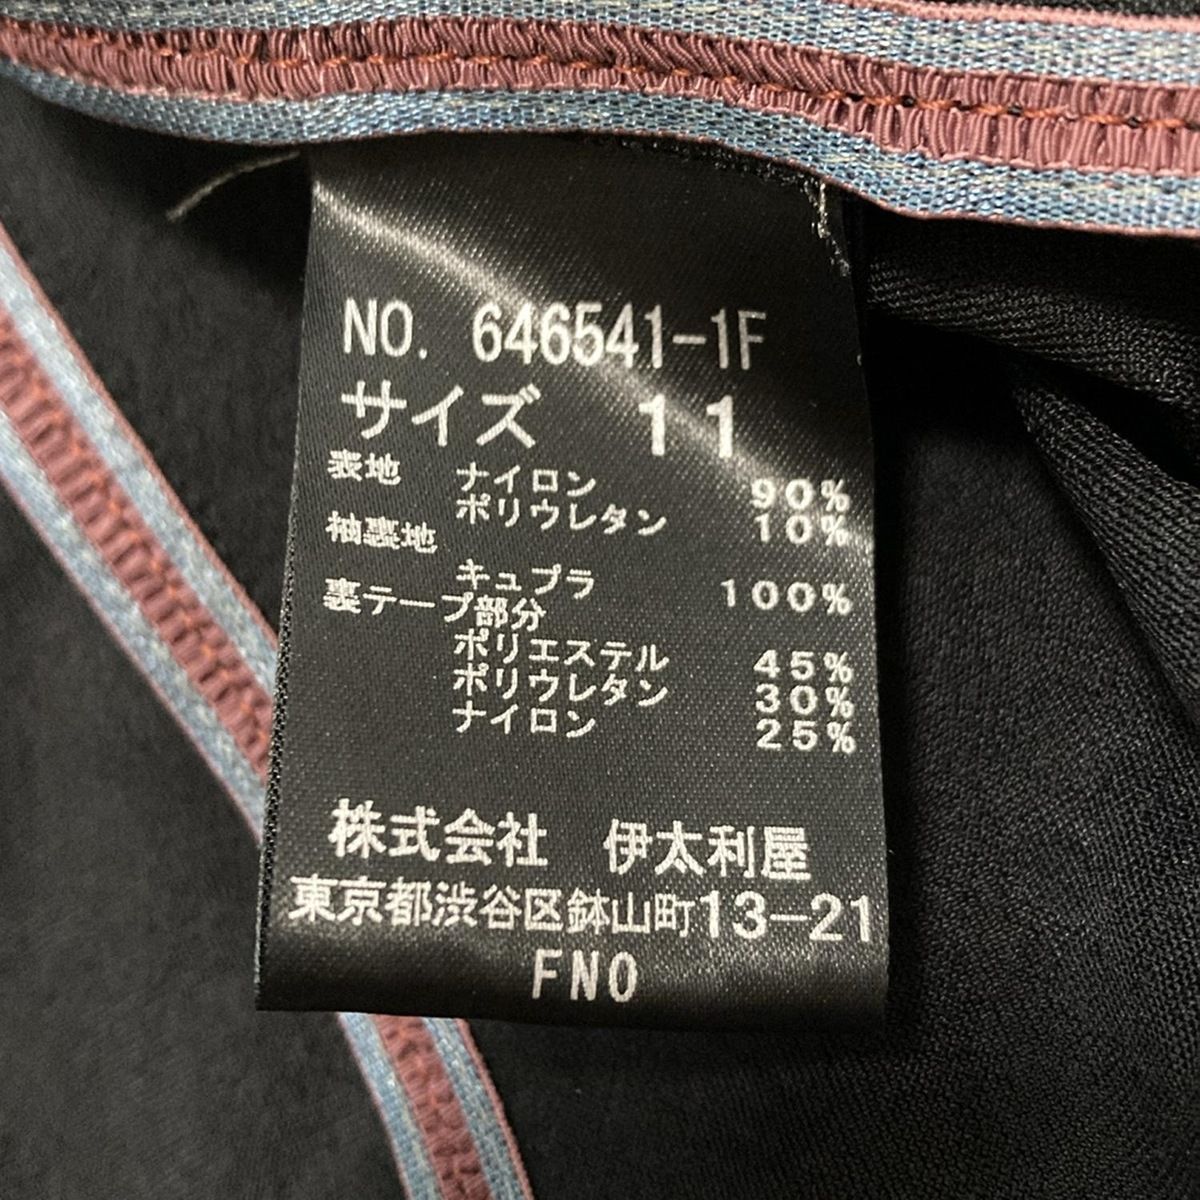 NO. 646541-1F
サイズ 11
表地 ナイロン 90%
ポリウレタン 10%
袖裏地
キュプラ 100%
裏テープ部分
ポリエステル 45%
ポリウレタン 30%
ナイロン 25%
株式会社 伊太利屋
東京都渋谷区鉢山町13-21
FNO